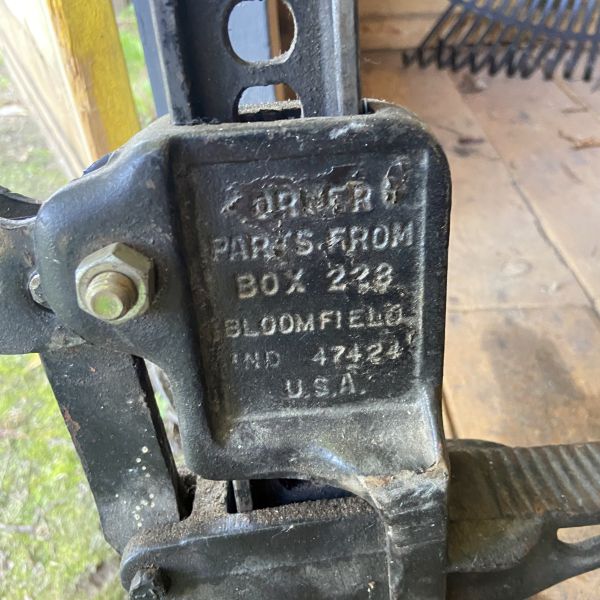 ORDER
PARTS FROM
BOX 228
BLOOMFIELD
IND 47424
U.S.A.